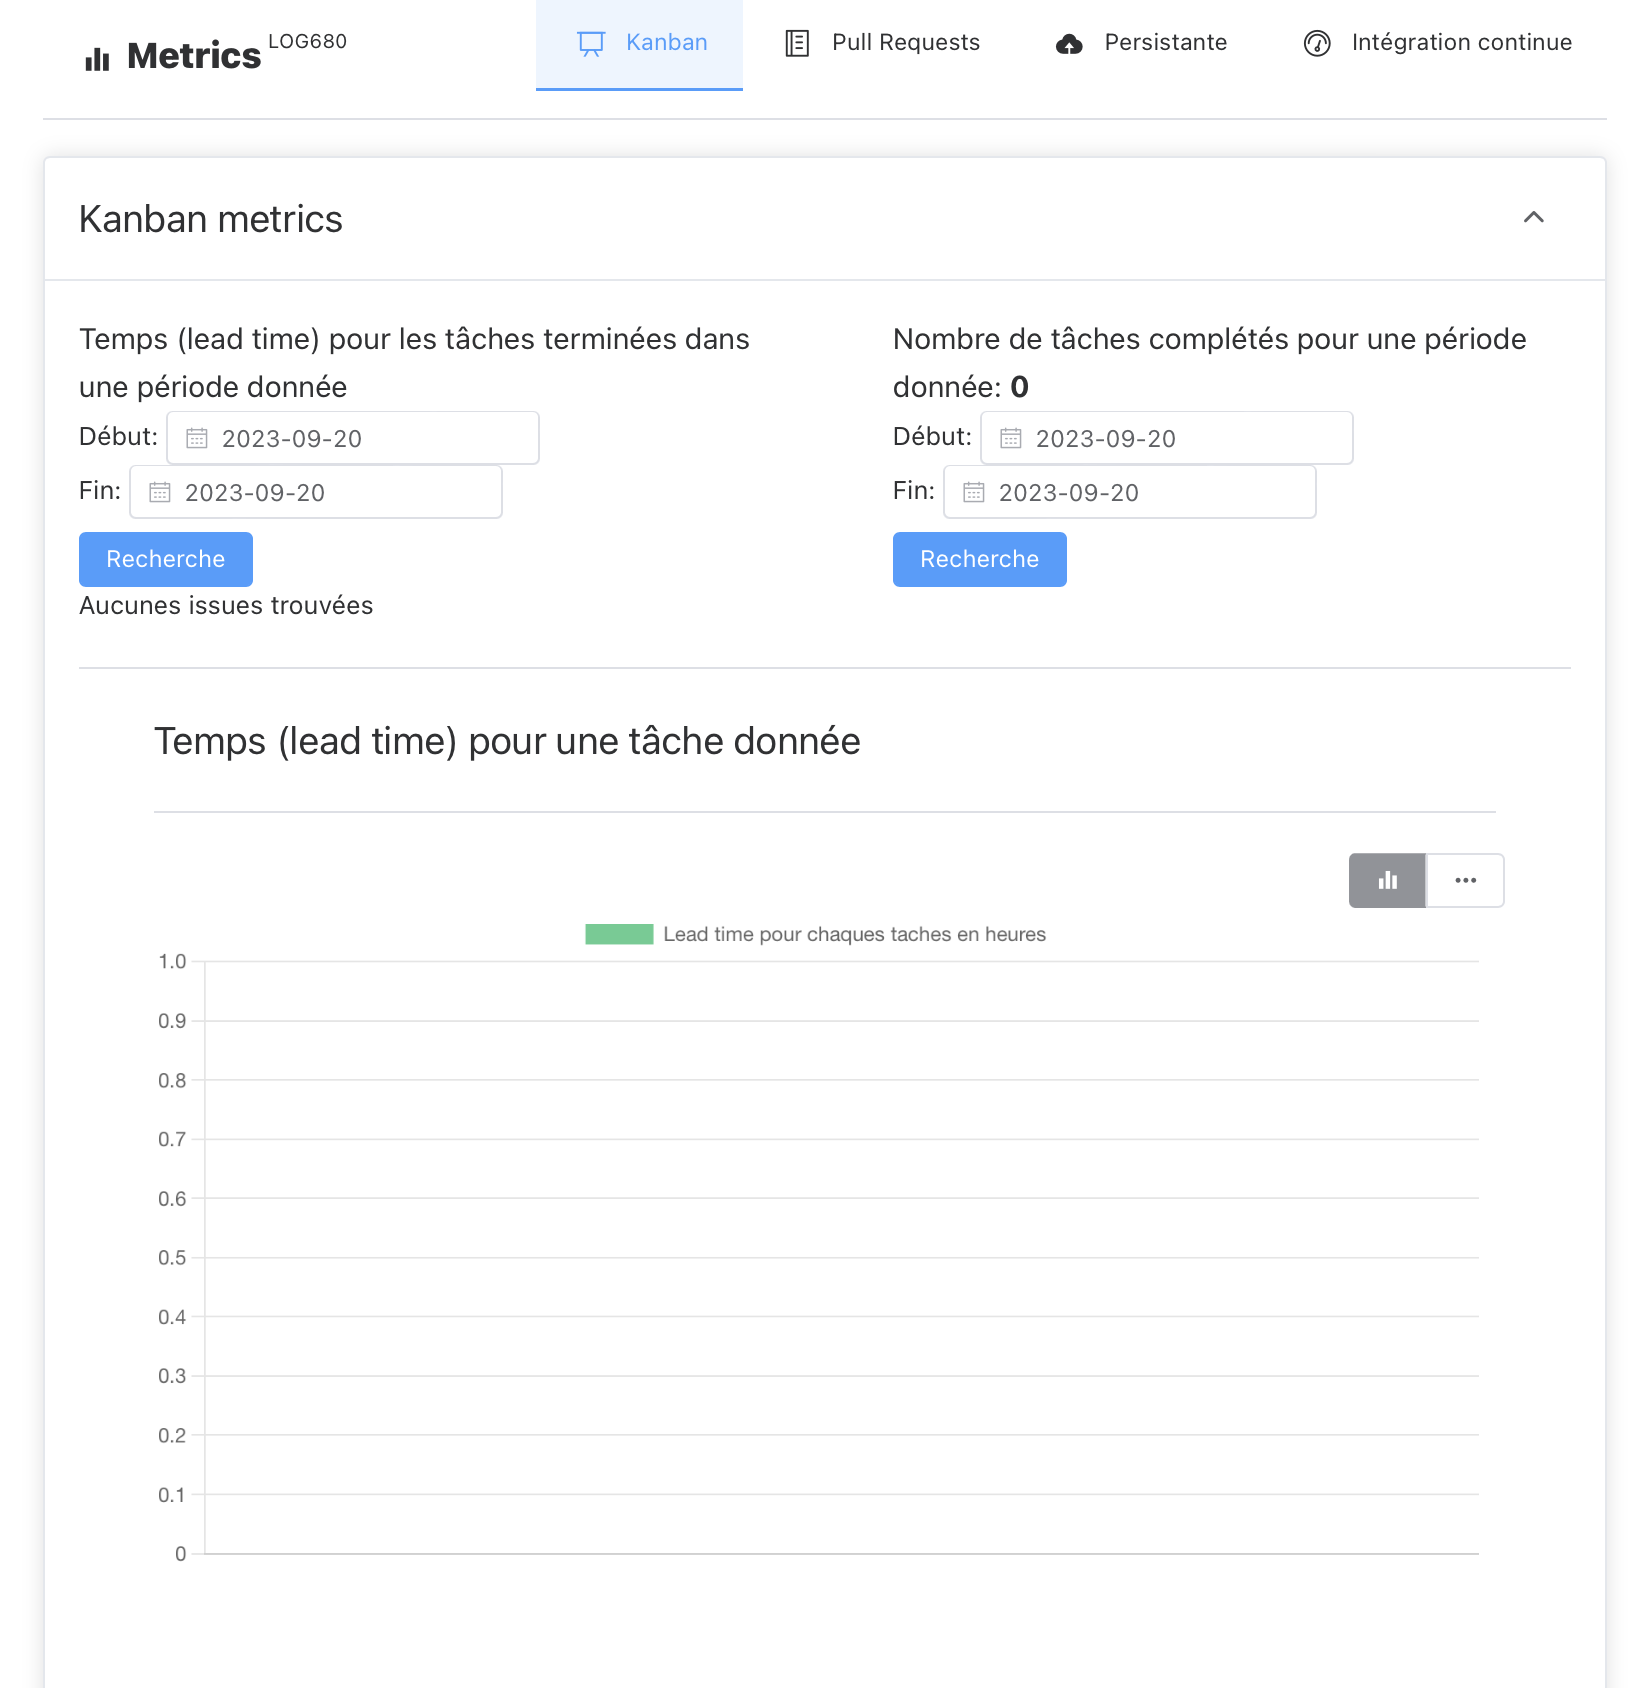 Metrics LOG680
Kanban
Pull Requests
Persistante
Intégration continue
Kanban metrics
Temps (lead time) pour les tâches terminées dans
une période donnée
Début: 2023-09-20
Fin: 2023-09-20
Recherche
Aucunes issues trouvées
Nombre de tâches complétés pour une période
donnée: 0
Début: 2023-09-20
Fin: 2023-09-20
Recherche
Temps (lead time) pour une tâche donnée
Lead time pour chaques taches en heures
1.0
0.9
0.8
0.7
0.6
0.5
0.4
0.3
0.2
0.1
0